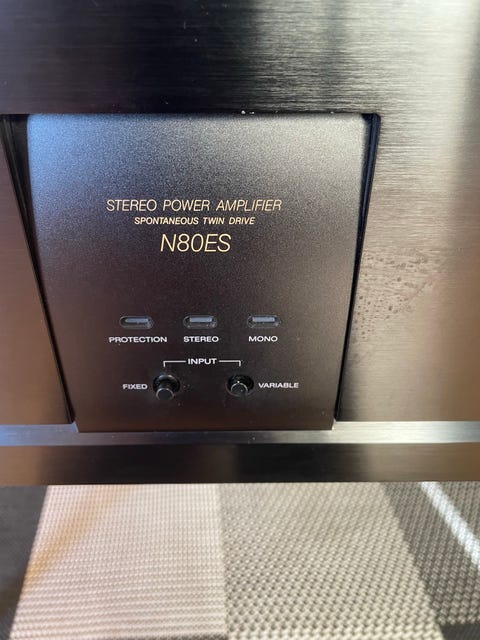 STEREO POWER AMPLIFIER
SPONTANEOUS TWIN DRIVE
N80ES
PROTECTION STEREO MONO
INPUT
FIXED VARIABLE